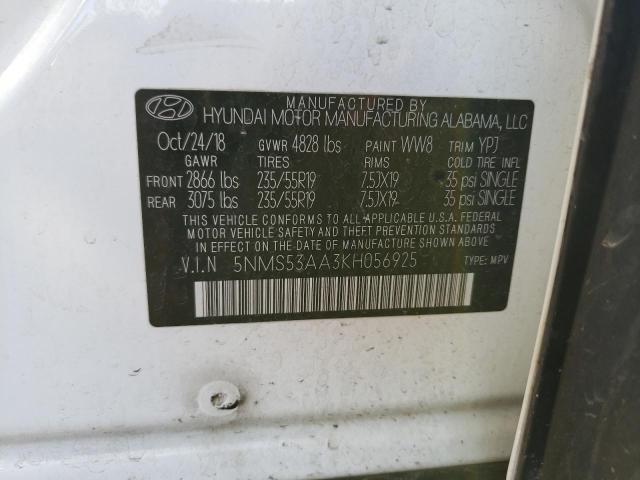 MANUFACTURED BY
HYUNDAI MOTOR MANUFACTURING ALABAMA, LLC
Oct/24/18 GVWR 4828 lbs PAINT WW8 TRIM YPJ
GAWR TIRES RIMS COLD TIRE INFL
FRONT 2866 lbs 235/55R19 7.5JX19 35 psi SINGLE
REAR 3075 lbs 235/55R19 7.5JX19 35 psi SINGLE
THIS VEHICLE CONFORMS TO ALL APPLICABLE U.S.A. FEDERAL
MOTOR VEHICLE SAFETY AND THEFT PREVENTION STANDARDS
IN EFFECT ON THE DATE OF MANUFACTURE SHOWN ABOVE.
V.I.N 5NMS53AA3KH056925 TYPE: MPV